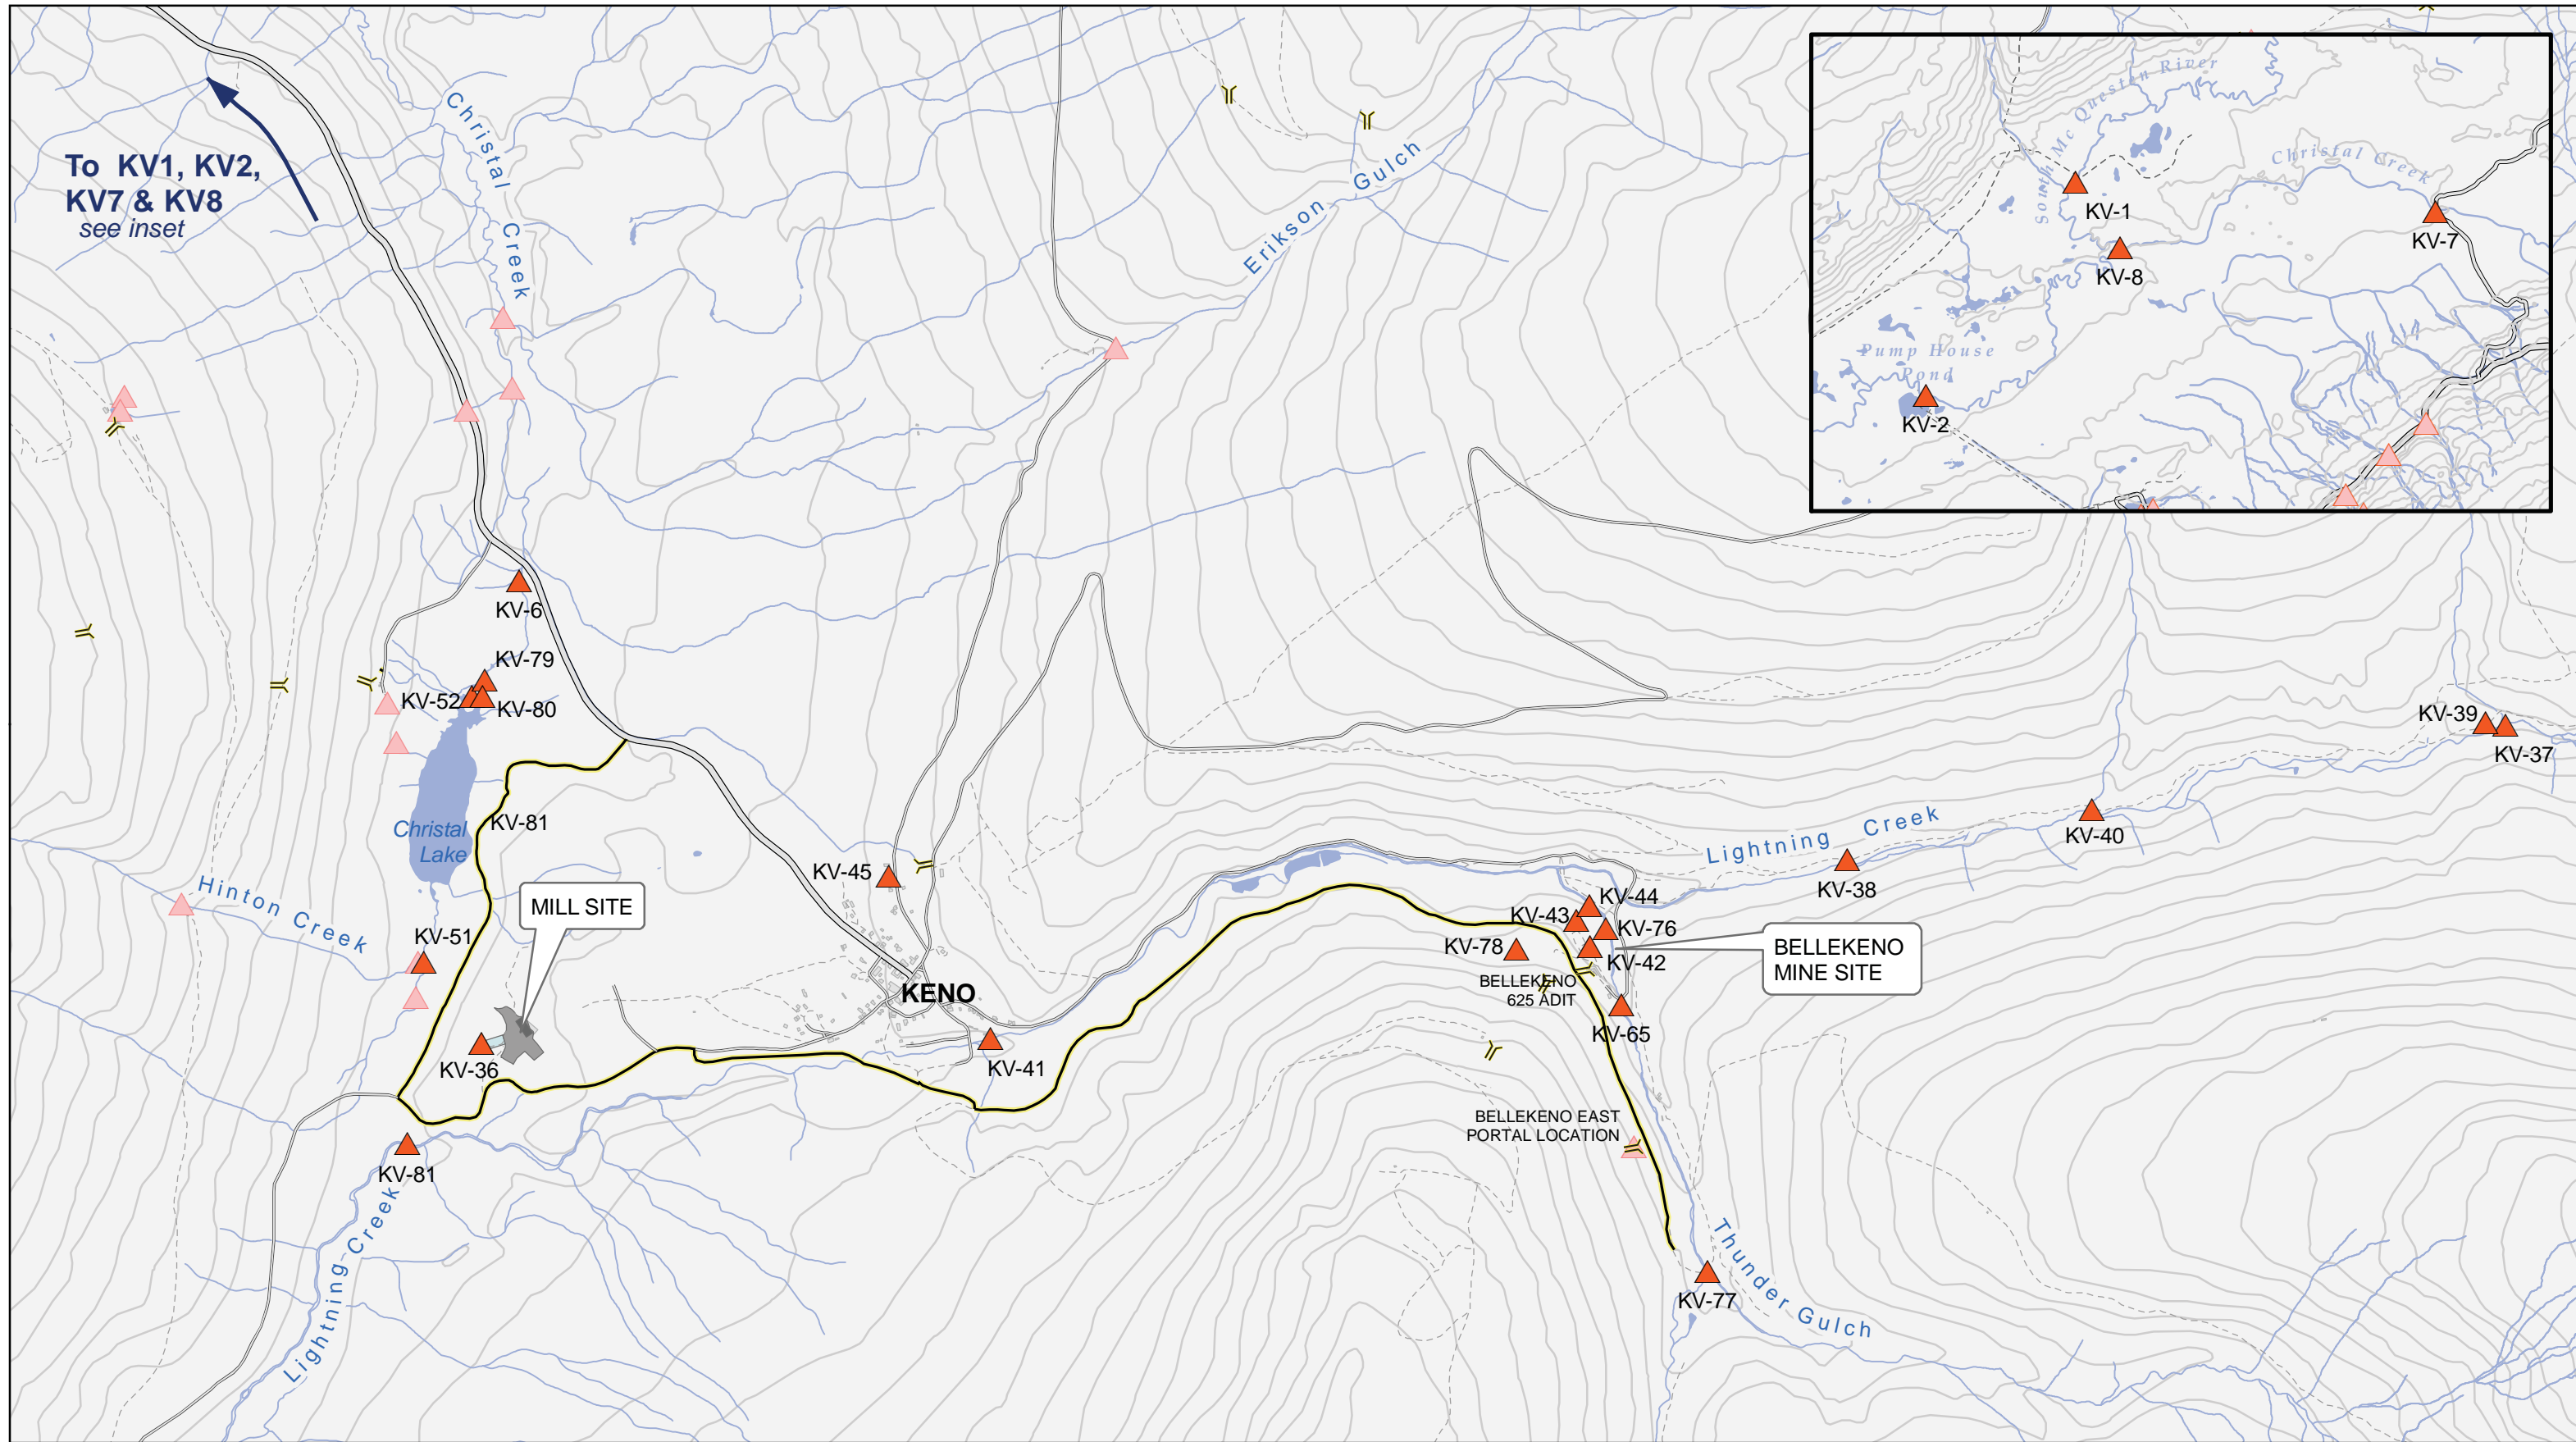 To KV1, KV2,
KV7 & KV8
see inset
Christal Creek
Erikson Gulch
South Mc Questen River
Christal Creek
KV-1
KV-7
KV-8
Pump House
Pond
KV-2
KV-6
KV-79
KV-52
KV-80
KV-39
KV-37
KV-81
Christal
Lake
Lightning Creek
KV-40
KV-45
KV-38
Hinton Creek
MILL SITE
KV-44
KV-43
KV-76
KV-51
KV-78
KV-42
BELLEKENO
MINE SITE
BELLEKENO
625 ADIT
KENO
KV-65
KV-36
KV-41
BELLEKENO EAST
PORTAL LOCATION
KV-81
Lightning Creek
Thunder Gulch
KV-77